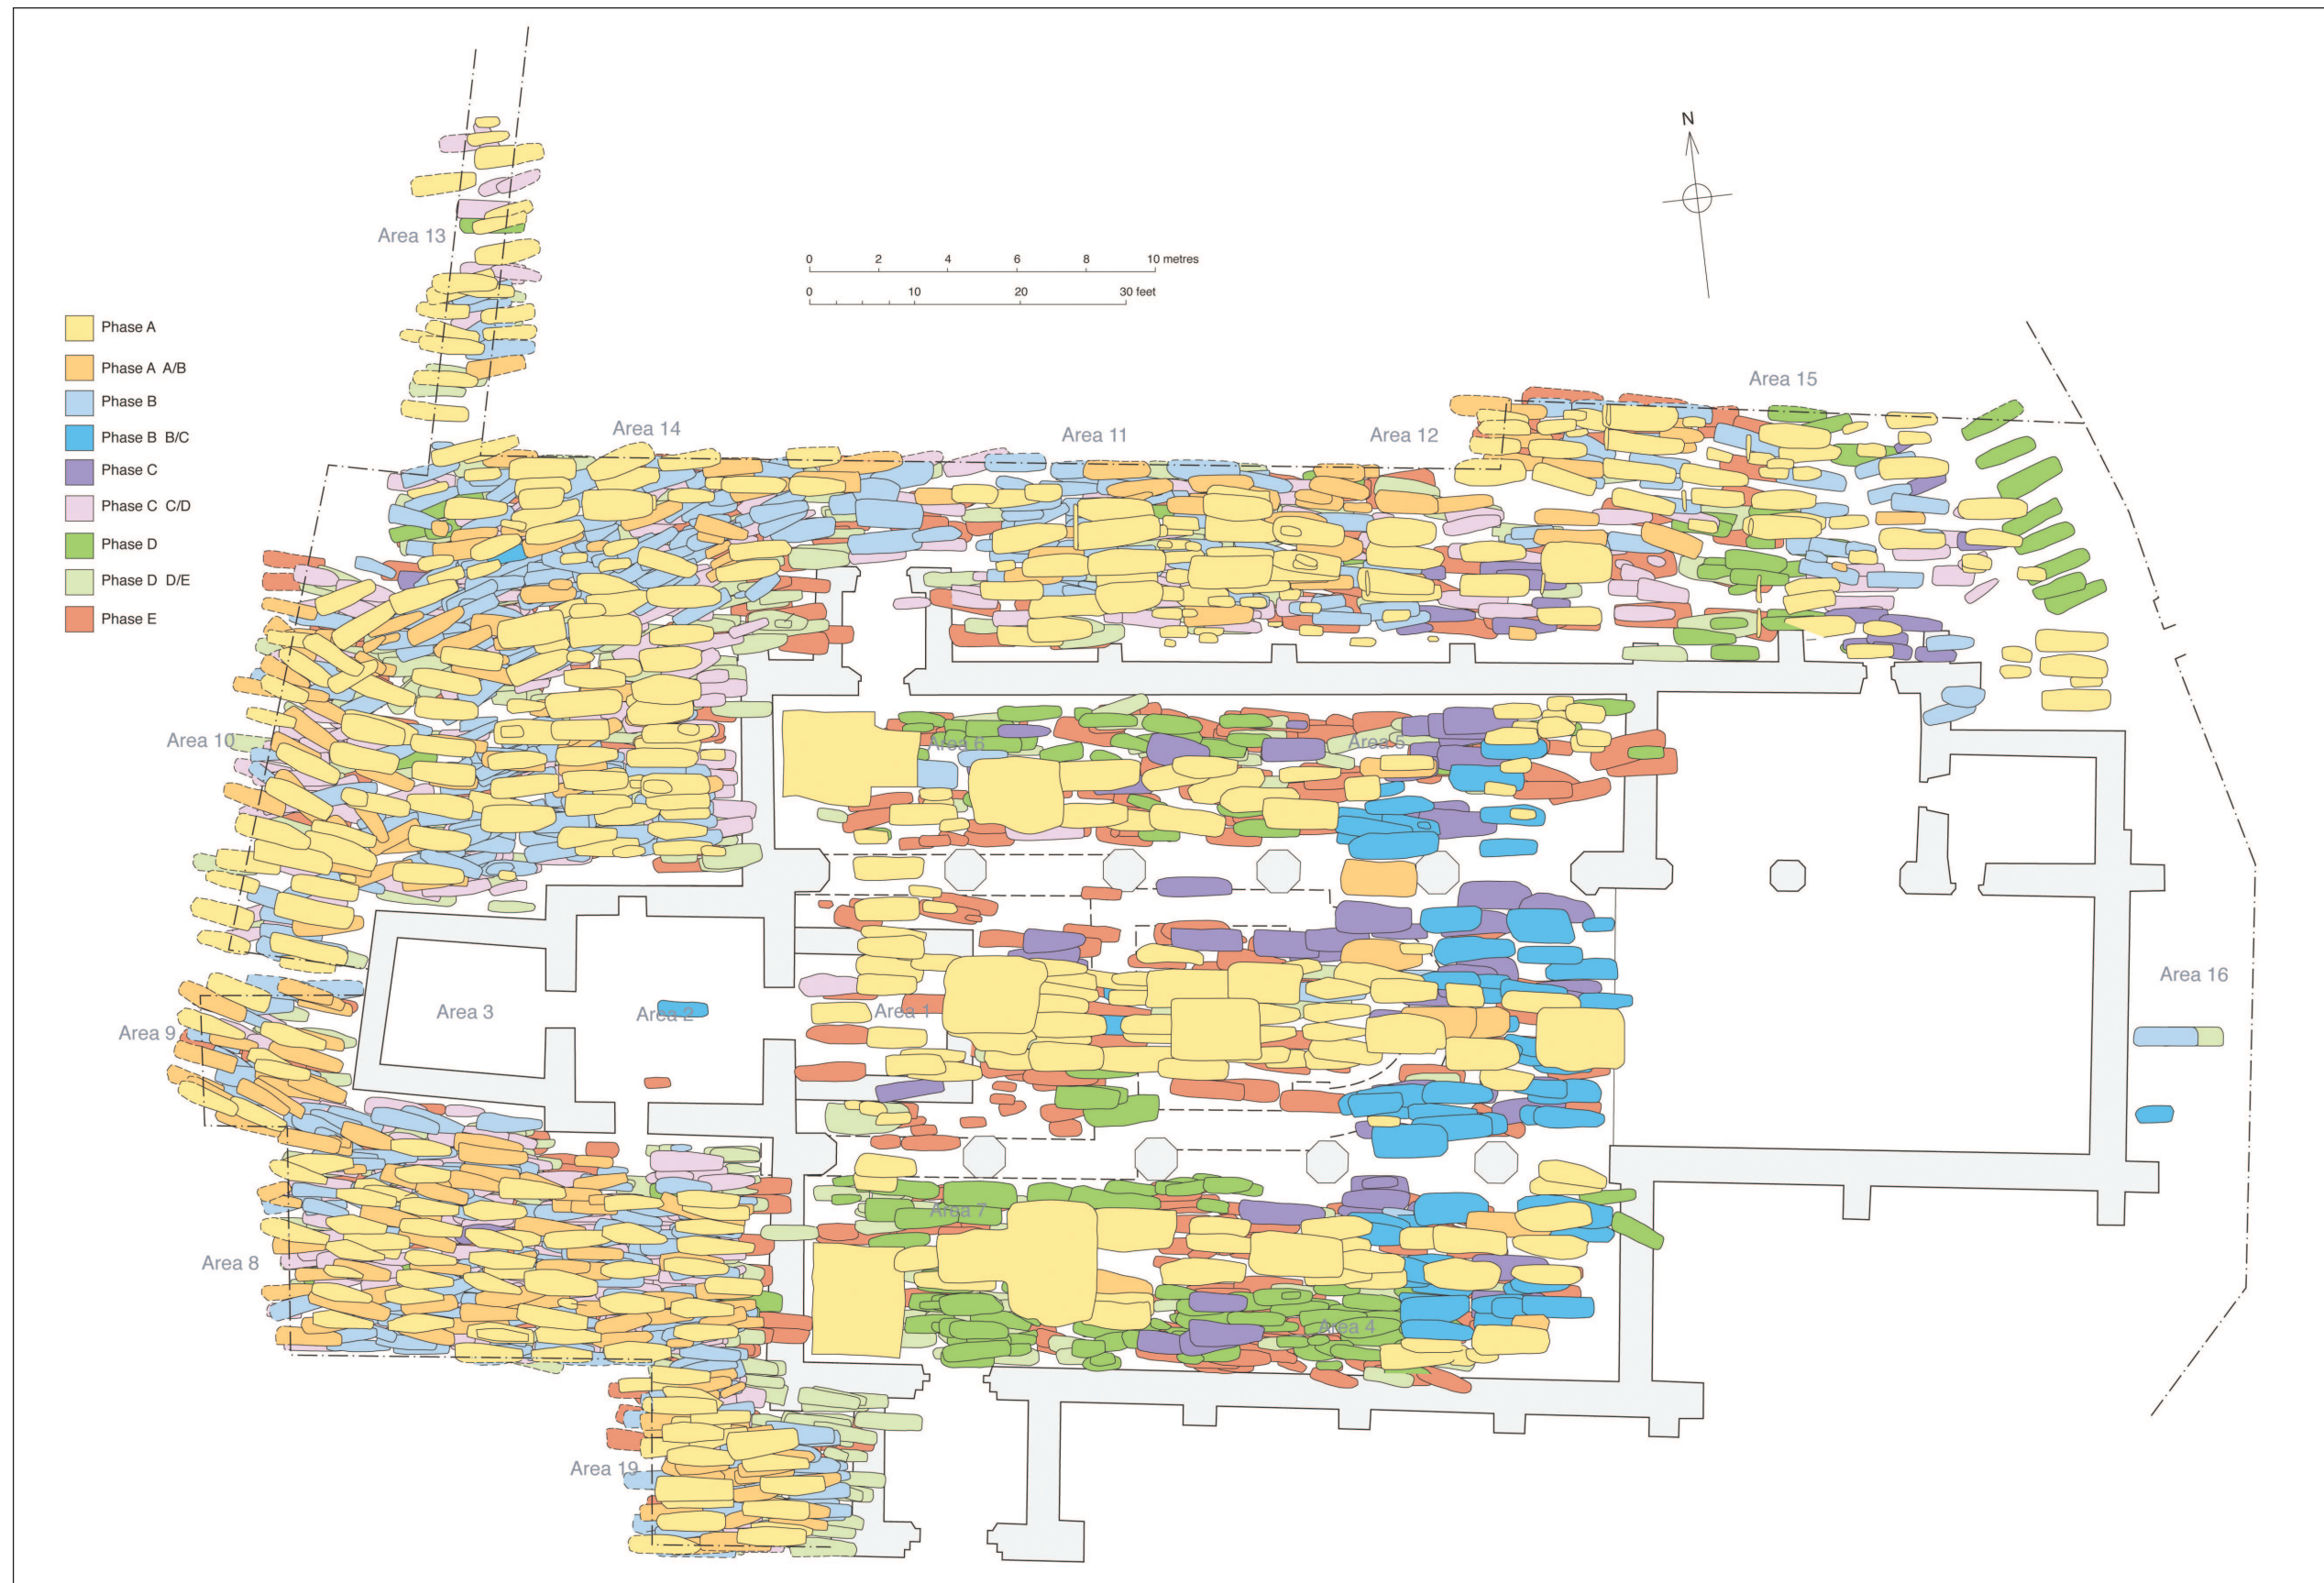 N
Area 13
0 2 4 6 8 10 metres
0 10 20 30 feet
Phase A
Phase A A/B
Phase B
Phase B B/C
Phase C
Phase C C/D
Phase D
Phase D D/E
Phase E
Area 15
Area 14
Area 11
Area 12
Area 10
Area 6
Area 5
Area 16
Area 3
Area 2
Area 1
Area 9
Area 7
Area 8
Area 4
Area 19